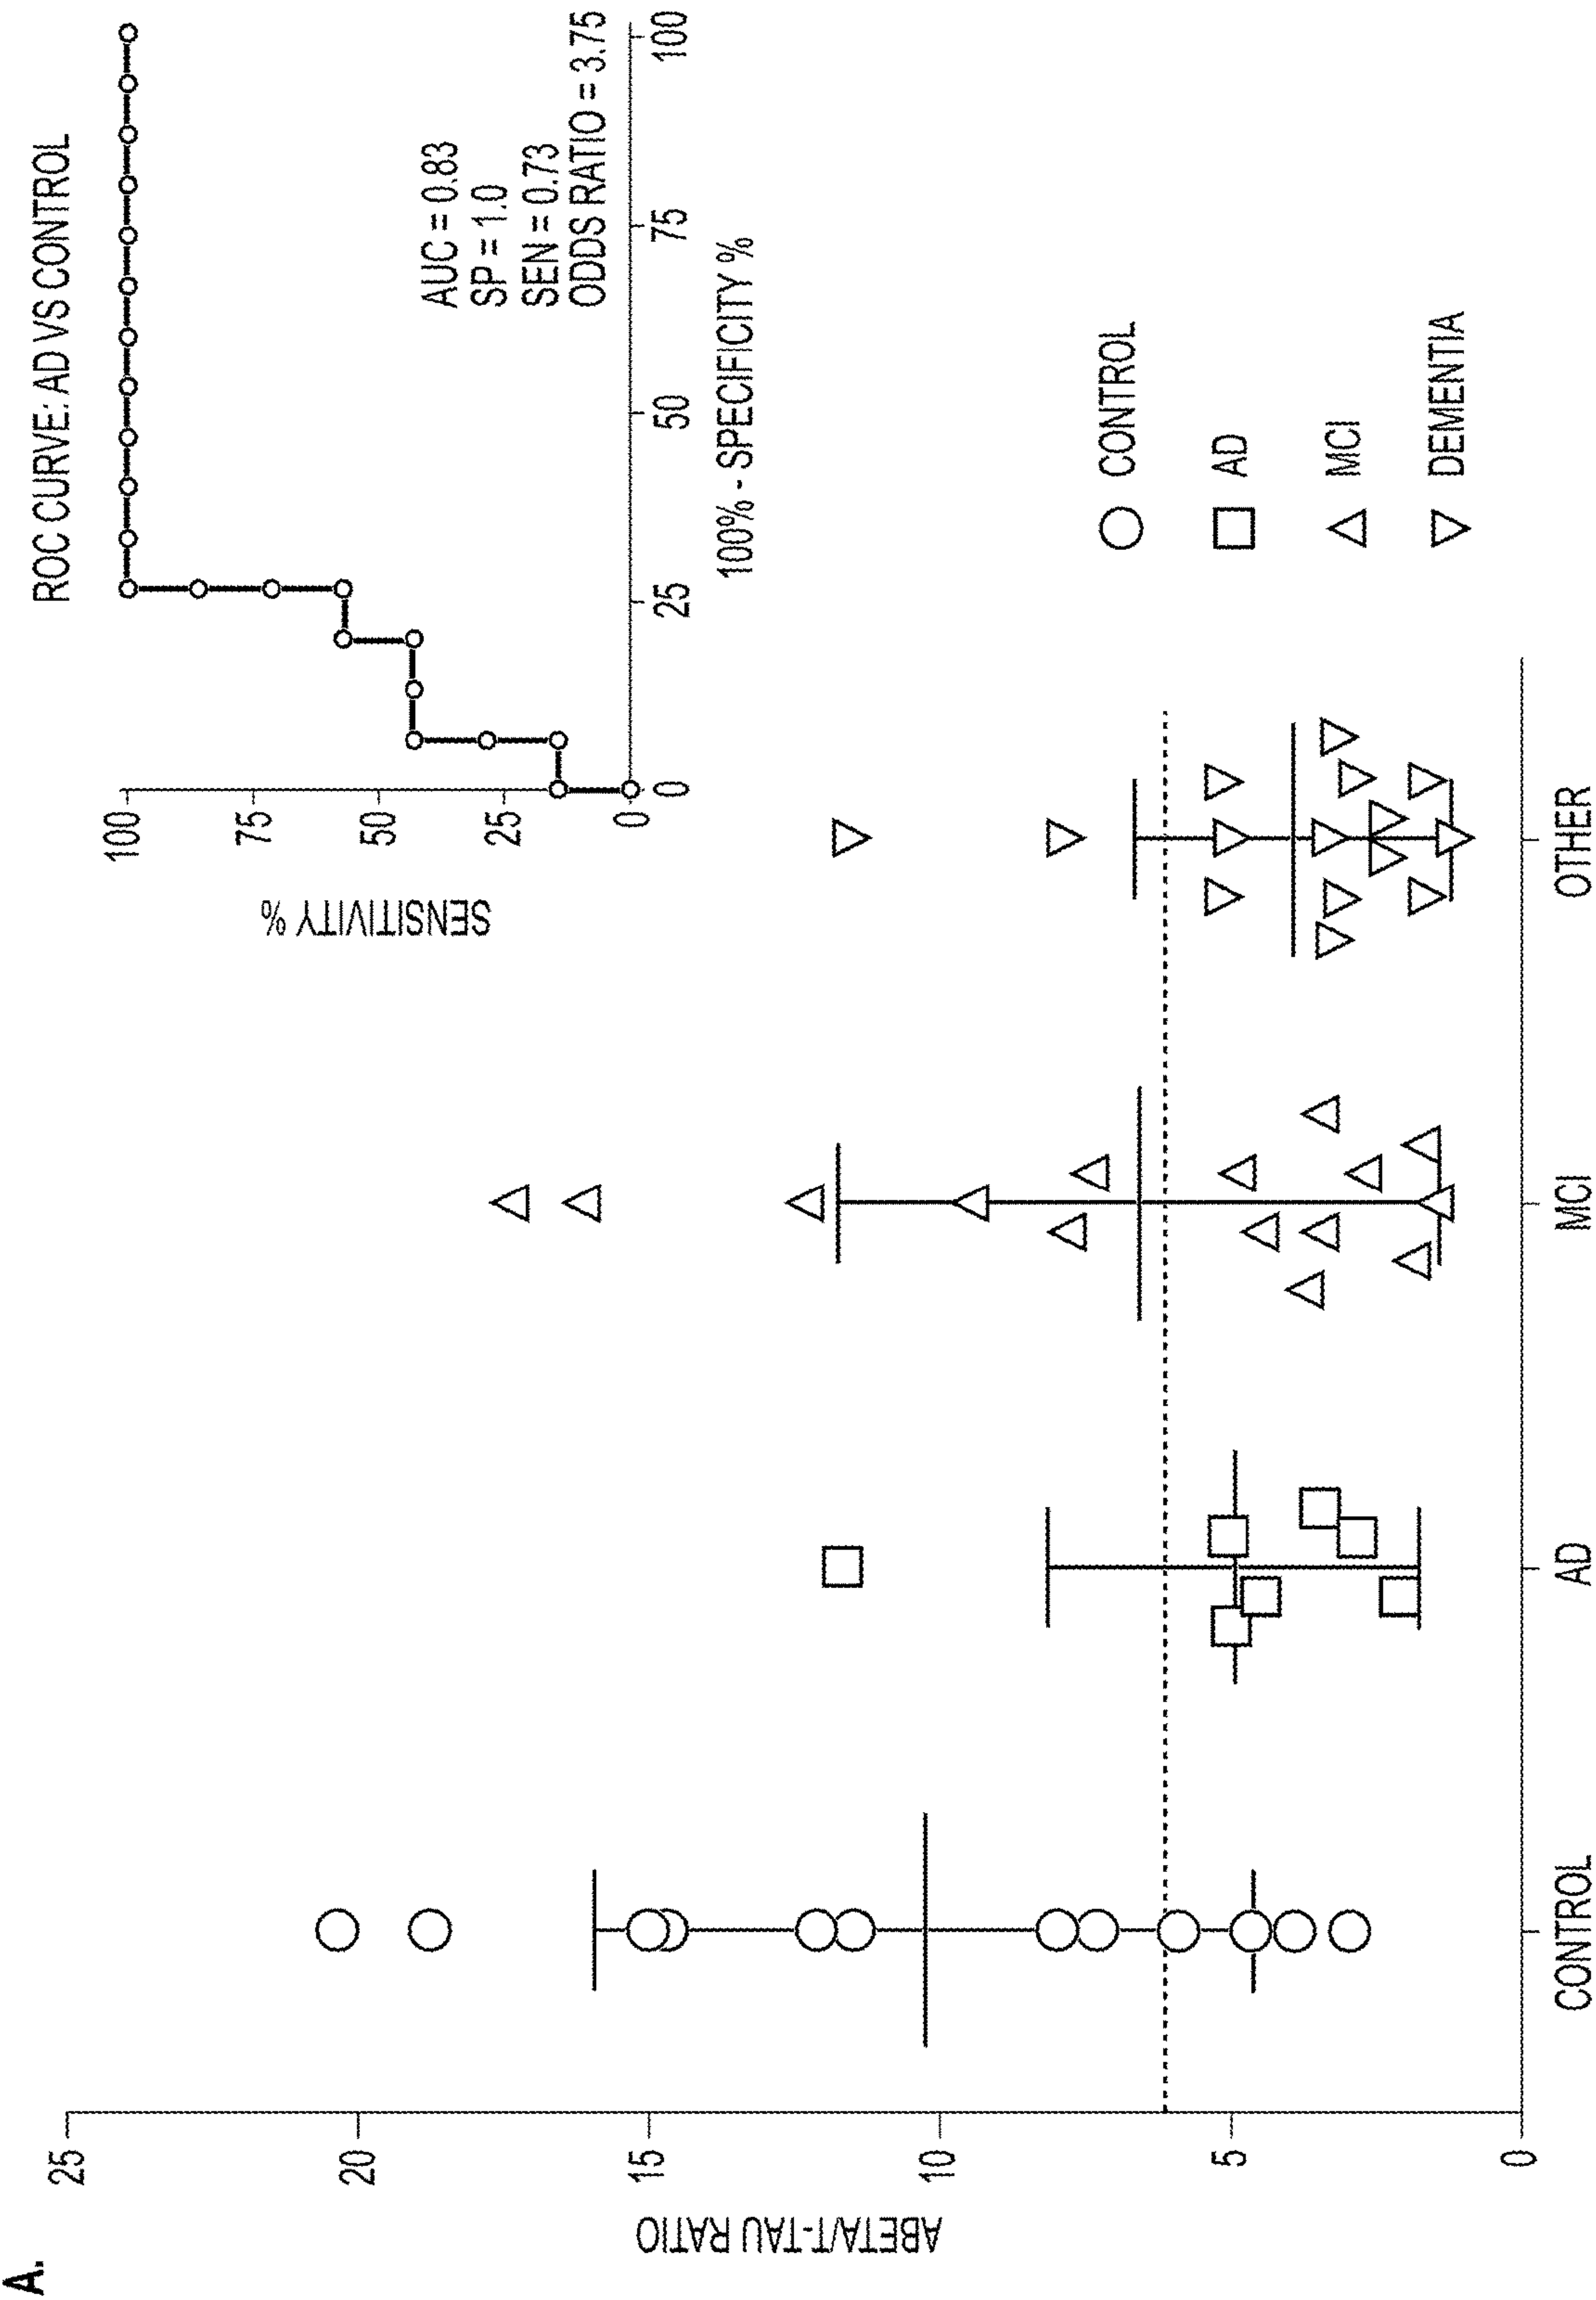 A.
ROC CURVE: AD VS CONTROL
SENSITIVITY %
100
75
50
25
0
0
25
50
75
100
100% - SPECIFICITY %
AUC = 0.83
SP = 1.0
SEN = 0.73
ODDS RATIO = 3.75
ABETA/T-TAU RATIO
25
20
15
10
5
0
CONTROL
AD
MCI
OTHER
CONTROL
AD
MCI
DEMENTIA